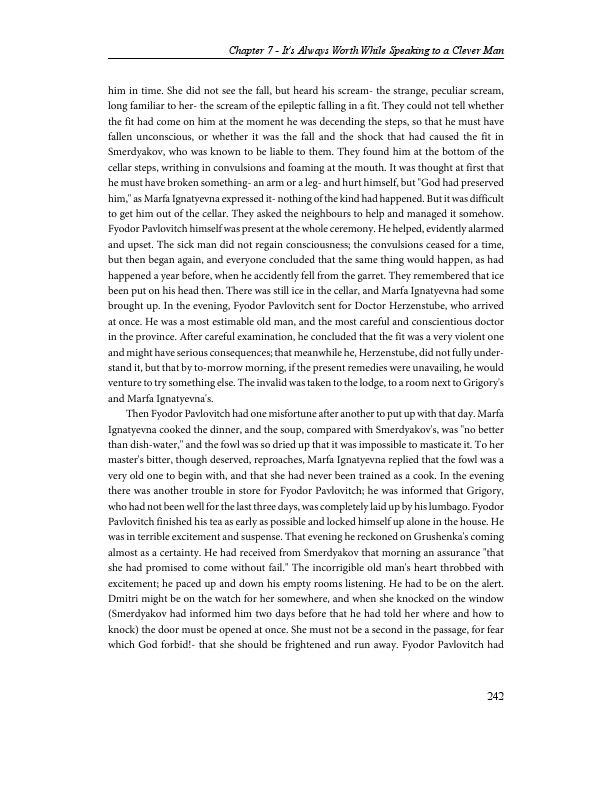 Chapter 7 - It's Always Worth While Speaking to a Clever Man
him in time. She did not see the fall, but heard his scream- the strange, peculiar scream,
long familiar to her- the scream of the epileptic falling in a fit. They could not tell whether
the fit had come on him at the moment he was decending the steps, so that he must have
fallen unconscious, or whether it was the fall and the shock that had caused the fit in
Smerdyakov, who was known to be liable to them. They found him at the bottom of the
cellar steps, writhing in convulsions and foaming at the mouth. It was thought at first that
he must have broken something- an arm or a leg- and hurt himself, but "God had preserved
him," as Marfa Ignatyevna expressed it- nothing of the kind had happened. But it was difficult
to get him out of the cellar. They asked the neighbours to help and managed it somehow.
Fyodor Pavlovitch himself was present at the whole ceremony. He helped, evidently alarmed
and upset. The sick man did not regain consciousness; the convulsions ceased for a time,
but then began again, and everyone concluded that the same thing would happen, as had
happened a year before, when he accidently fell from the garret. They remembered that ice
been put on his head then. There was still ice in the cellar, and Marfa Ignatyevna had some
brought up. In the evening, Fyodor Pavlovitch sent for Doctor Herzenstube, who arrived
at once. He was a most estimable old man, and the most careful and conscientious doctor
in the province. After careful examination, he concluded that the fit was a very violent one
and might have serious consequences; that meanwhile he, Herzenstube, did not fully under-
stand it, but that by to-morrow morning, if the present remedies were unavailing, he would
venture to try something else. The invalid was taken to the lodge, to a room next to Grigory's
and Marfa Ignatyevna's.
Then Fyodor Pavlovitch had one misfortune after another to put up with that day. Marfa
Ignatyevna cooked the dinner, and the soup, compared with Smerdyakov's, was "no better
than dish-water," and the fowl was so dried up that it was impossible to masticate it. To her
master's bitter, though deserved, reproaches, Marfa Ignatyevna replied that the fowl was a
very old one to begin with, and that she had never been trained as a cook. In the evening
there was another trouble in store for Fyodor Pavlovitch; he was informed that Grigory,
who had not been well for the last three days, was completely laid up by his lumbago. Fyodor
Pavlovitch finished his tea as early as possible and locked himself up alone in the house. He
was in terrible excitement and suspense. That evening he reckoned on Grushenka's coming
almost as a certainty. He had received from Smerdyakov that morning an assurance "that
she had promised to come without fail." The incorrigible old man's heart throbbed with
excitement; he paced up and down his empty rooms listening. He had to be on the alert.
Dmitri might be on the watch for her somewhere, and when she knocked on the window
(Smerdyakov had informed him two days before that he had told her where and how to
knock) the door must be opened at once. She must not be a second in the passage, for fear
which God forbid!- that she should be frightened and run away. Fyodor Pavlovitch had
242